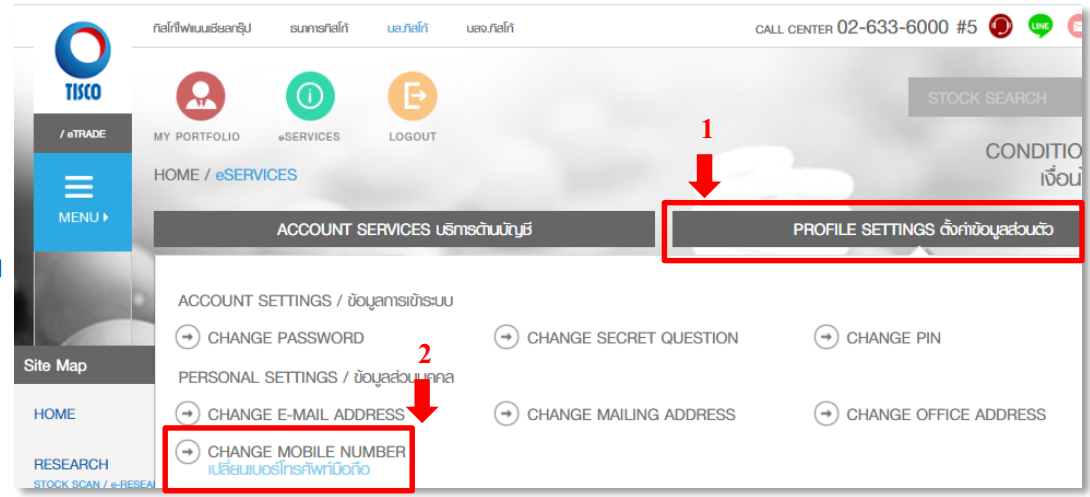 ทิสโก้ไฟแนนเชียลกรุ๊ป ธนาคารทิสโก้ บล.ทิสโก้ บลจ.ทิสโก้ CALL CENTER 02-633-6000 #5 LINE
TISCO
/ eTRADE
MENU
MY PORTFOLIO eSERVICES LOGOUT
STOCK SEARCH
HOME / eSERVICES
CONDITIO
เงื่อน
1
ACCOUNT SERVICES บริการด้านบัญชี PROFILE SETTINGS ตั้งค่าข้อมูลส่วนตัว
ACCOUNT SETTINGS / ข้อมูลการเข้าระบบ
CHANGE PASSWORD CHANGE SECRET QUESTION CHANGE PIN
2
PERSONAL SETTINGS / ข้อมูลส่วนบุคคล
CHANGE E-MAIL ADDRESS CHANGE MAILING ADDRESS CHANGE OFFICE ADDRESS
CHANGE MOBILE NUMBER
เปลี่ยนเบอร์โทรศัพท์มือถือ
Site Map
HOME
RESEARCH
STOCK SCAN / e-RESEA